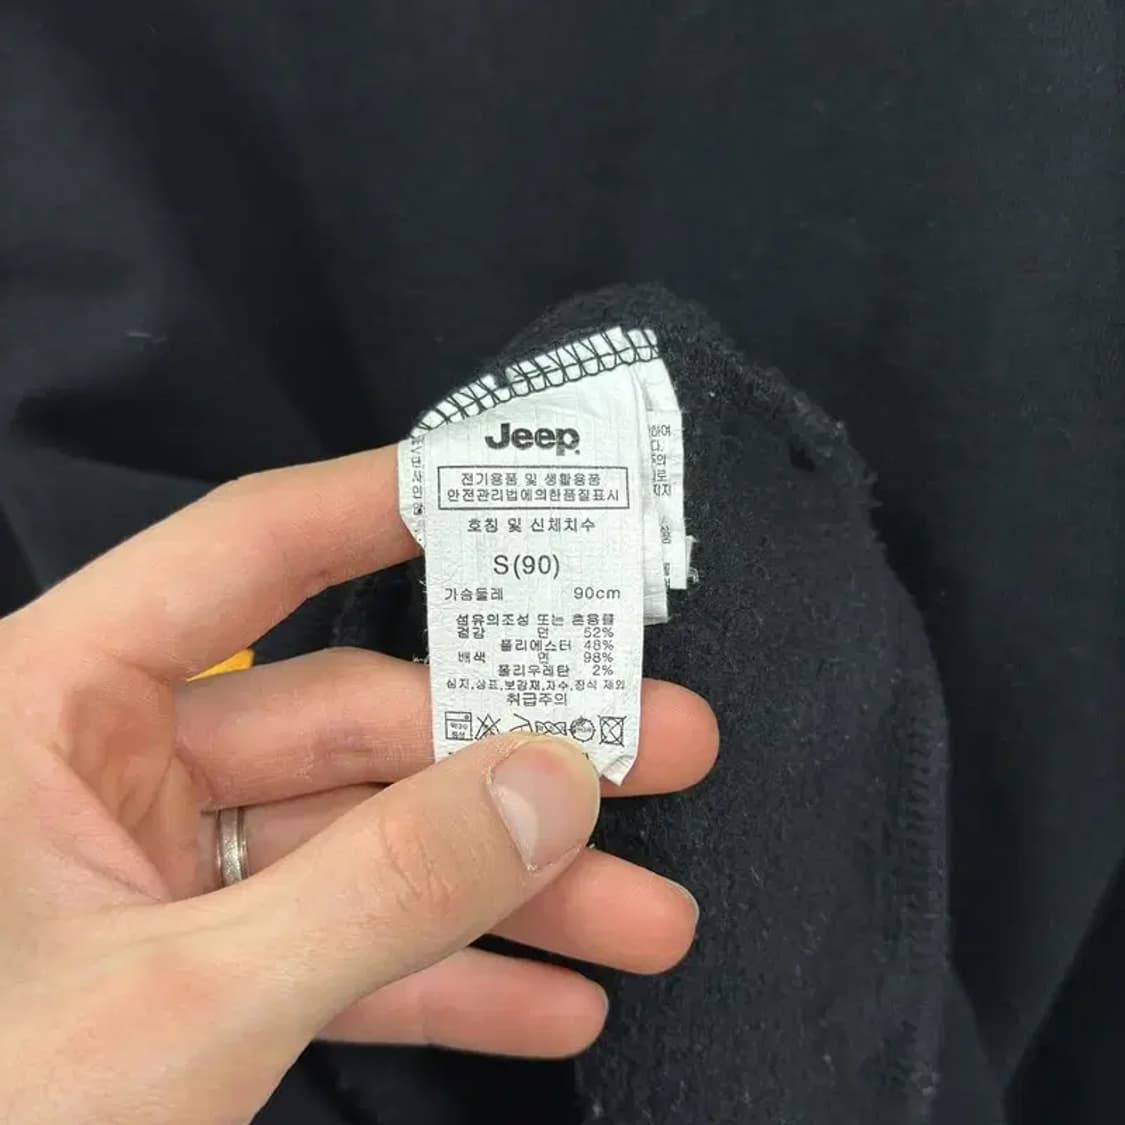 Jeep
전기용품 및 생활용품
안전관리법에의한품질표시
호칭 및 신체치수
S(90)
가슴둘레 90cm
섬유의조성 또는 혼용률
겉감 면 52%
폴리에스터 48%
배색 면 98%
폴리우레탄 2%
심지,상표,보강재,자수,장식 제외
취급주의
하여
다.